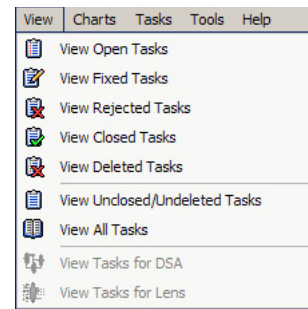 View Charts Tasks Tools Help
View Open Tasks
View Fixed Tasks
View Rejected Tasks
View Closed Tasks
View Deleted Tasks
View Unclosed/Undeleted Tasks
View All Tasks
View Tasks for DSA
View Tasks for Lens